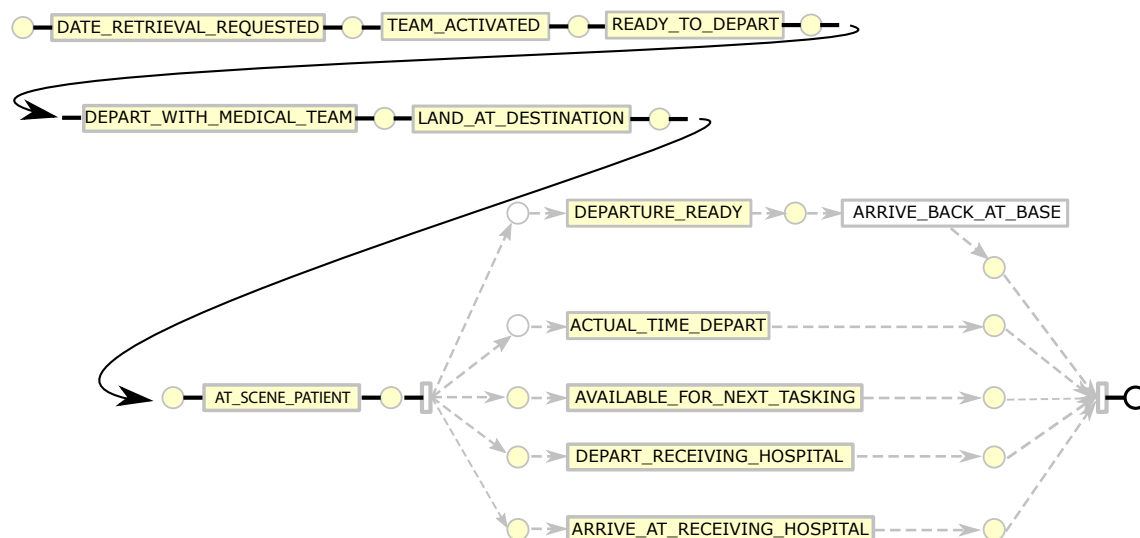 DATE_RETRIEVAL_REQUESTED TEAM_ACTIVATED READY_TO_DEPART
DEPART_WITH_MEDICAL_TEAM LAND_AT_DESTINATION
DEPARTURE_READY ARRIVE_BACK_AT_BASE
ACTUAL_TIME_DEPART
AT_SCENE_PATIENT AVAILABLE_FOR_NEXT_TASKING
DEPART_RECEIVING_HOSPITAL
ARRIVE_AT_RECEIVING_HOSPITAL